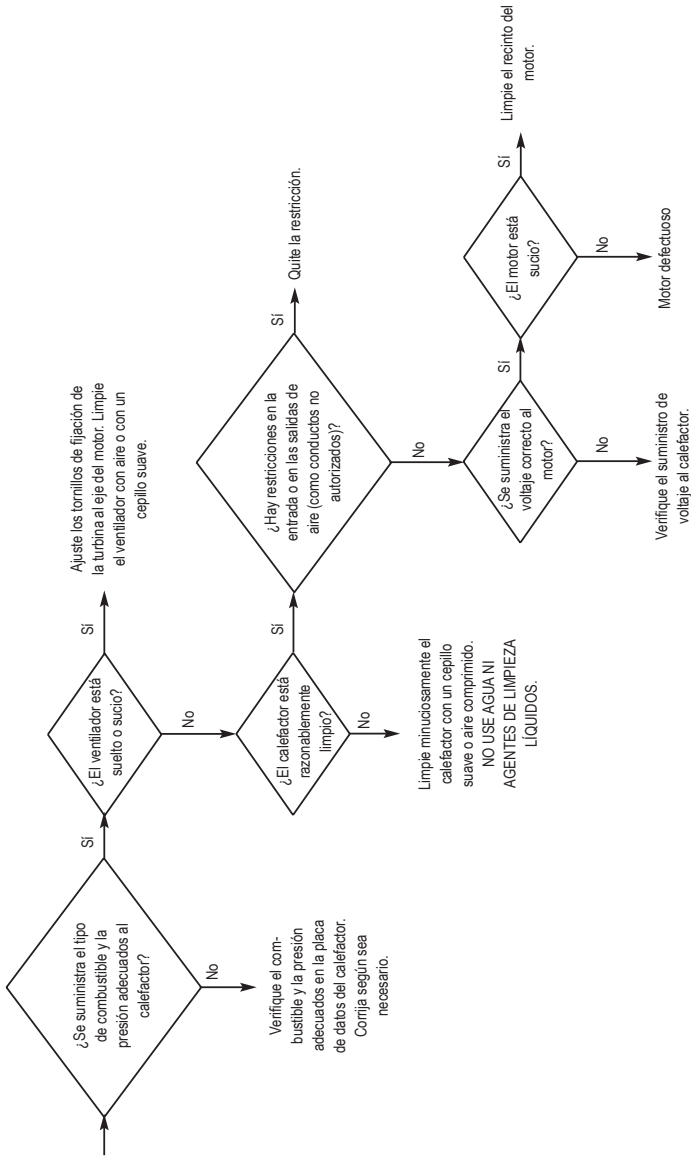 ¿Se suministra el tipo
de combustible y la
presión adecuados al
calefactor?
No
Verifique el com-
bustible y la presión
adecuados en la placa
de datos del calefactor.
Corrija según sea
necesario.
Sí
¿El ventilador está
suelto o sucio?
Sí
Ajuste los tornillos de fijación de
la turbina al eje del motor. Limpie
el ventilador con aire o con un
cepillo suave.
No
¿El calefactor está
razonablemente
limpio?
No
Limpie minuciosamente el
calefactor con un cepillo
suave o aire comprimido.
NO USE AGUA NI
AGENTES DE LIMPIEZA
LÍQUIDOS.
Sí
¿Hay restricciones en la
entrada o en las salidas de
aire (como conductos no
autorizados)?
Sí
Quite la restricción.
No
¿Se suministra el
voltaje correcto al
motor?
No
Verifique el suministro de
voltaje al calefactor.
Sí
¿El motor está
sucio?
Sí
Limpie el recinto del
motor.
No
Motor defectuoso